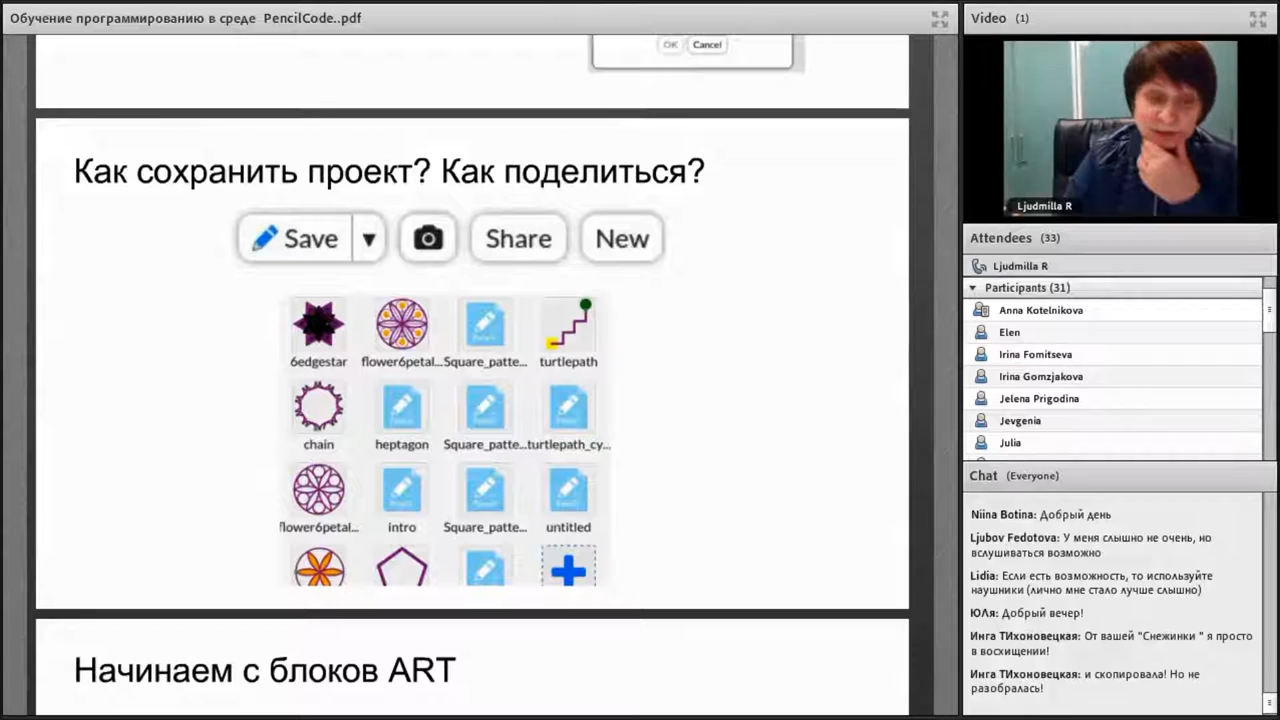 Обучение программированию в среде PencilCode..pdf
OK Cancel
Как сохранить проект? Как поделиться?
Save Share New
6edgestar flower6petal... Square_patte... turtlepath
chain heptagon Square_patte... turtlepath_cy...
flower6petal... intro Square_patte... untitled
Начинаем с блоков ART
Video (1)
Ljudmilla R
Attendees (33)
Ljudmilla R
Participants (31)
Anna Kotelnikova
Elen
Irina Fomitseva
Irina Gomzjakova
Jelena Prigodina
Jevgenia
Julia
Chat (Everyone)
Niina Botina: Добрый день
Ljubov Fedotova: У меня слышно не очень, но
вслушиваться возможно
Lidia: Если есть возможность, то используйте
наушники (лично мне стало лучше слышно)
ЮЛя: Добрый вечер!
Инга ТИхоновецкая: От вашей "Снежинки " я просто
в восхищении!
Инга ТИхоновецкая: и скопировала! Но не
разобралась!